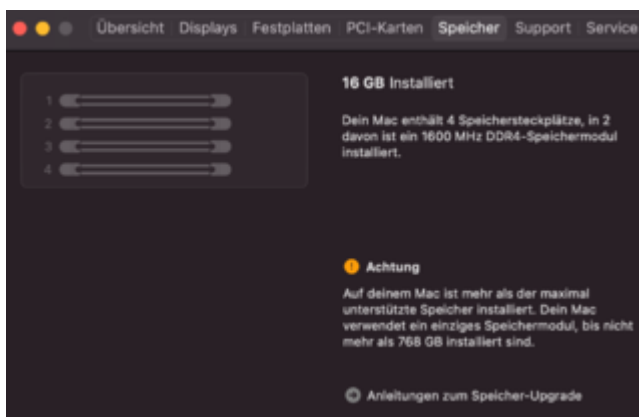 Übersicht Displays Festplatten PCI-Karten Speicher Support Service
16 GB Installiert
1
2
3
4
Dein Mac enthält 4 Speichersteckplätze, in 2
davon ist ein 1600 MHz DDR4-Speichermodul
installiert.
Achtung
Auf deinem Mac ist mehr als der maximal
unterstützte Speicher installiert. Dein Mac
verwendet ein einziges Speichermodul, bis nicht
mehr als 768 GB installiert sind.
Anleitungen zum Speicher-Upgrade